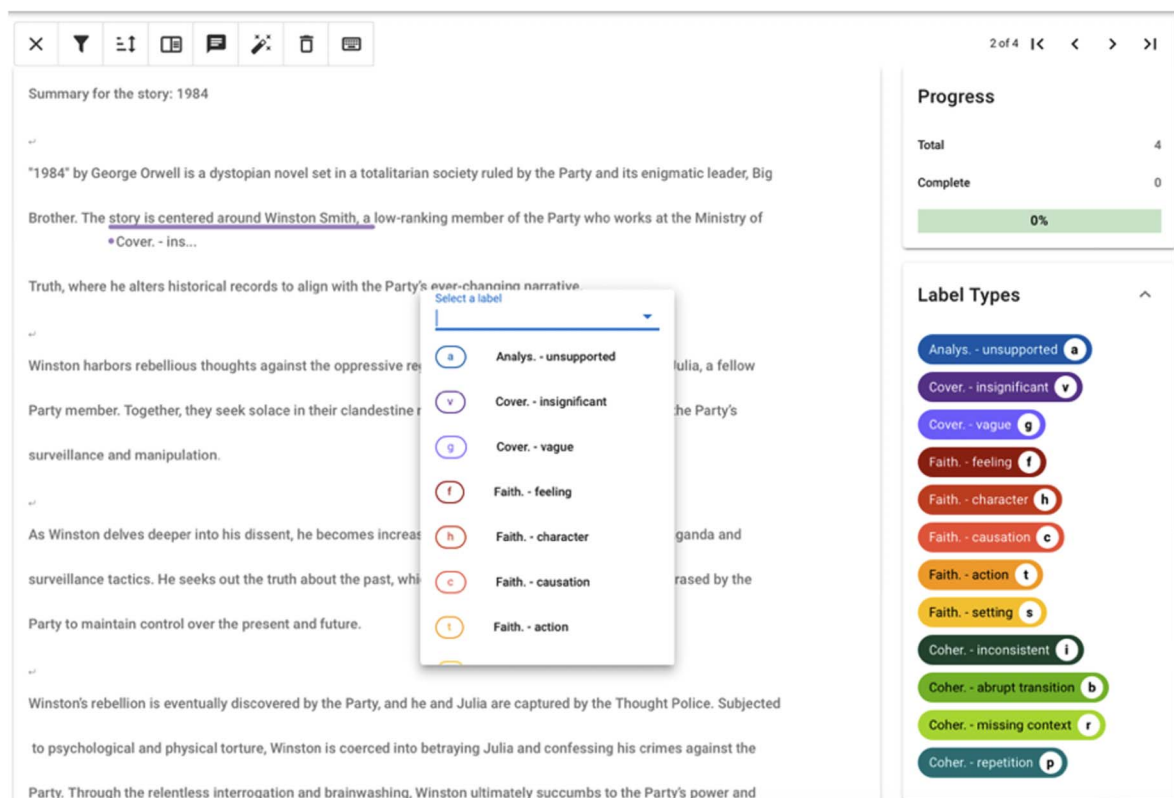 2 of 4
Summary for the story: 1984
"1984" by George Orwell is a dystopian novel set in a totalitarian society ruled by the Party and its enigmatic leader, Big
Brother. The story is centered around Winston Smith, a low-ranking member of the Party who works at the Ministry of
Cover. - ins...
Truth, where he alters historical records to align with the Party's ever-changing narrative.
Winston harbors rebellious thoughts against the oppressive Julia, a fellow
Party member. Together, they seek solace in their clandestine the Party's
surveillance and manipulation.
As Winston delves deeper into his dissent, he becomes and
surveillance tactics. He seeks out the truth about the past, by the
Party to maintain control over the present and future.
Winston's rebellion is eventually discovered by the Party, and he and Julia are captured by the Thought Police. Subjected
to psychological and physical torture, Winston is coerced into betraying Julia and confessing his crimes against the
Party. Through the relentless interrogation and brainwashing, Winston ultimately succumbs to the Party's power and
Select a label
a Analys. - unsupported
v Cover. - insignificant
g Cover. - vague
f Faith. - feeling
h Faith. - character
c Faith. - causation
t Faith. - action
Progress
Total 4
Complete 0
0%
Label Types
Analys. - unsupported a
Cover. - insignificant v
Cover. - vague g
Faith. - feeling f
Faith. - character h
Faith. - causation c
Faith. - action t
Faith. - setting s
Coher. - inconsistent i
Coher. - abrupt transition b
Coher. - missing context r
Coher. - repetition p